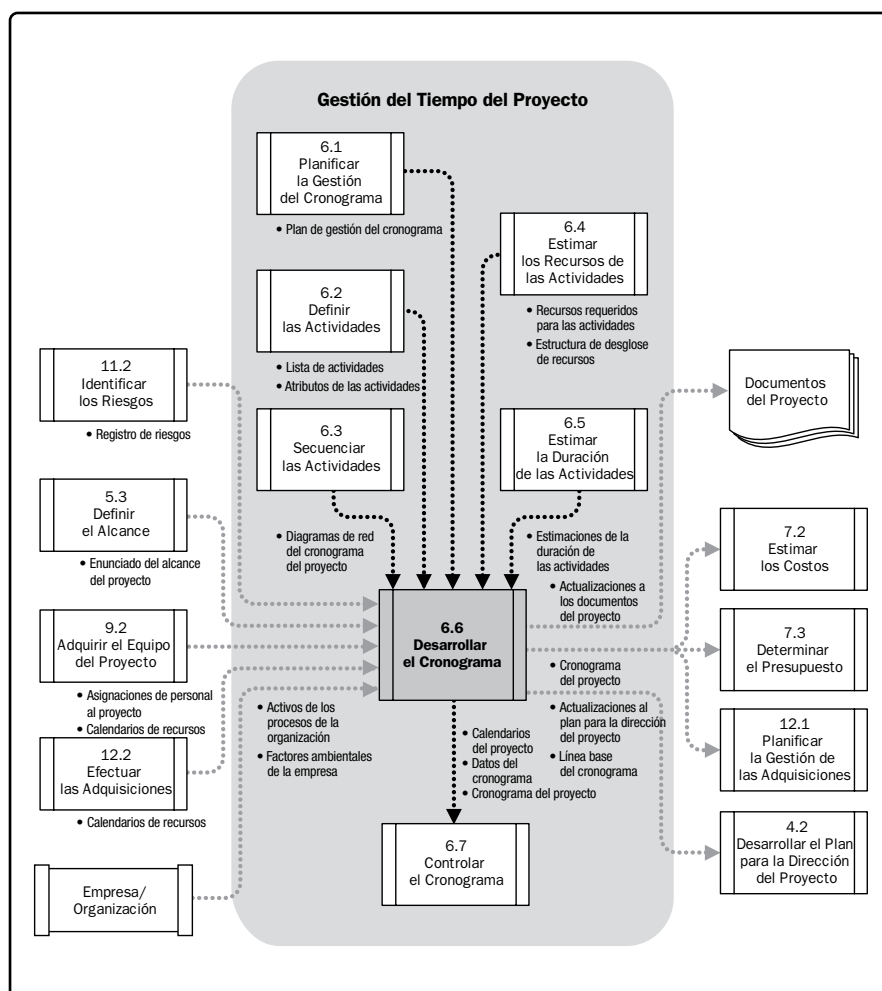 Gestión del Tiempo del Proyecto
6.1
Planificar
la Gestión
del Cronograma
• Plan de gestión del cronograma
6.2
Definir
las Actividades
• Lista de actividades
• Atributos de las actividades
6.3
Secuenciar
las Actividades
• Diagramas de red
del cronograma
del proyecto
6.4
Estimar
los Recursos de
las Actividades
• Recursos requeridos
para las actividades
• Estructura de desglose
de recursos
6.5
Estimar
la Duración
de las Actividades
• Estimaciones de la
duración de
las actividades
11.2
Identificar
los Riesgos
• Registro de riesgos
5.3
Definir
el Alcance
• Enunciado del alcance
del proyecto
9.2
Adquirir el Equipo
del Proyecto
• Asignaciones de personal
al proyecto
• Calendarios de recursos
12.2
Efectuar
las Adquisiciones
• Calendarios de recursos
Empresa/
Organización
• Activos de los
procesos de la
organización
• Factores ambientales
de la empresa
6.6
Desarrollar
el Cronograma
• Actualizaciones a
los documentos
del proyecto
• Cronograma
del proyecto
• Actualizaciones al
plan para la dirección
del proyecto
• Línea base
del cronograma
• Calendarios
del proyecto
• Datos del
cronograma
• Cronograma del proyecto
6.7
Controlar
el Cronograma
Documentos
del Proyecto
7.2
Estimar
los Costos
7.3
Determinar
el Presupuesto
12.1
Planificar
la Gestión de
las Adquisiciones
4.2
Desarrollar el Plan
para la Dirección
del Proyecto